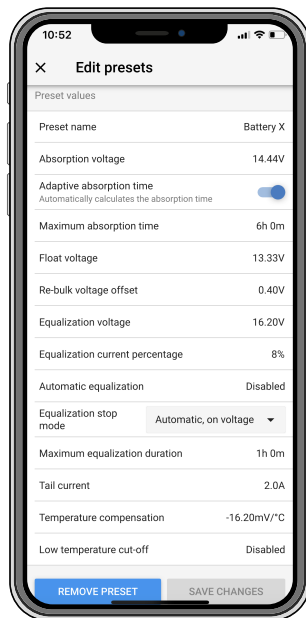 10:52
Edit presets
Preset values
Preset name Battery X
Absorption voltage 14.44V
Adaptive absorption time
Automatically calculates the absorption time
Maximum absorption time 6h 0m
Float voltage 13.33V
Re-bulk voltage offset 0.40V
Equalization voltage 16.20V
Equalization current percentage 8%
Automatic equalization Disabled
Equalization stop
mode Automatic, on voltage
Maximum equalization duration 1h 0m
Tail current 2.0A
Temperature compensation -16.20mV/°C
Low temperature cut-off Disabled
REMOVE PRESET SAVE CHANGES